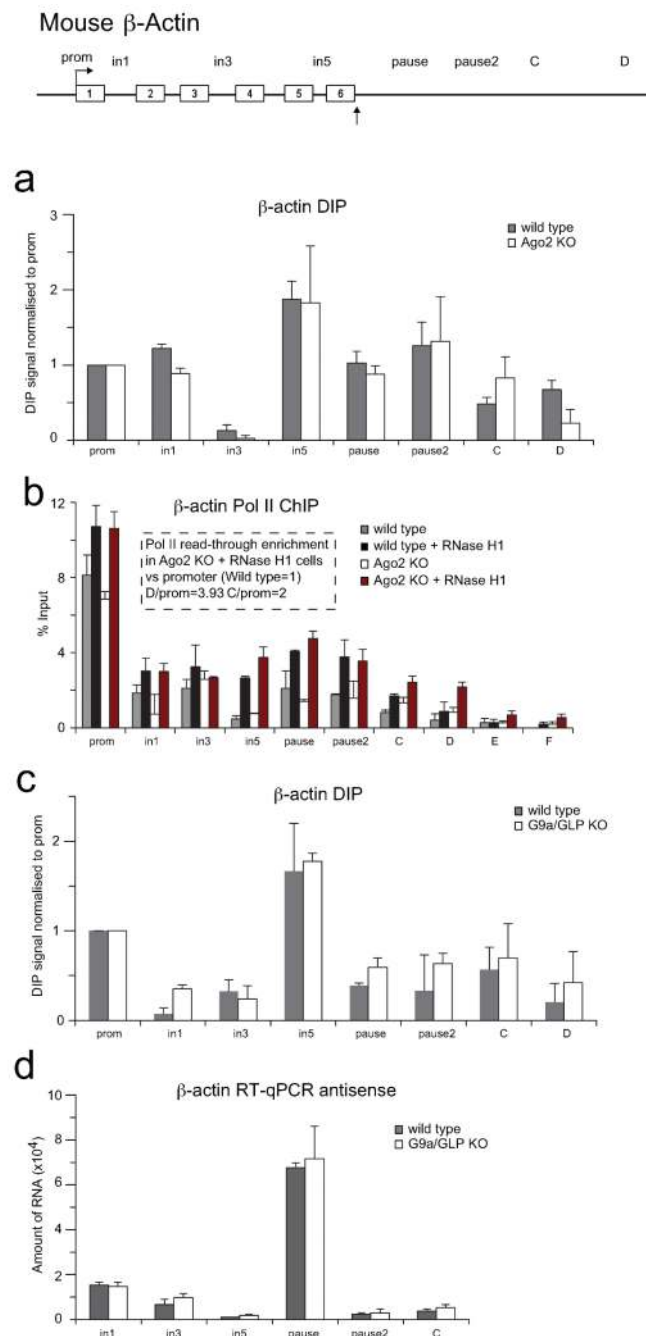 Mouse β-Actin
prom in1 in3 in5 pause pause2 C D
1 2 3 4 5 6
a
β-actin DIP
wild type
Ago2 KO
DIP signal normalised to prom
3
2
1
0
prom in1 in3 in5 pause pause2 C D
b
β-actin Pol II ChIP
wild type
wild type + RNase H1
Ago2 KO
Ago2 KO + RNase H1
Pol II read-through enrichment
in Ago2 KO + RNase H1 cells
vs promoter (Wild type=1)
D/prom=3.93 C/prom=2
% Input
12
8
4
0
prom in1 in3 in5 pause pause2 C D E F
c
β-actin DIP
wild type
G9a/GLP KO
DIP signal normalised to prom
2
1
0
prom in1 in3 in5 pause pause2 C D
d
β-actin RT-qPCR antisense
wild type
G9a/GLP KO
Amount of RNA (x10⁴)
10
8
6
4
2
0
in1 in3 in5 pause pause2 C